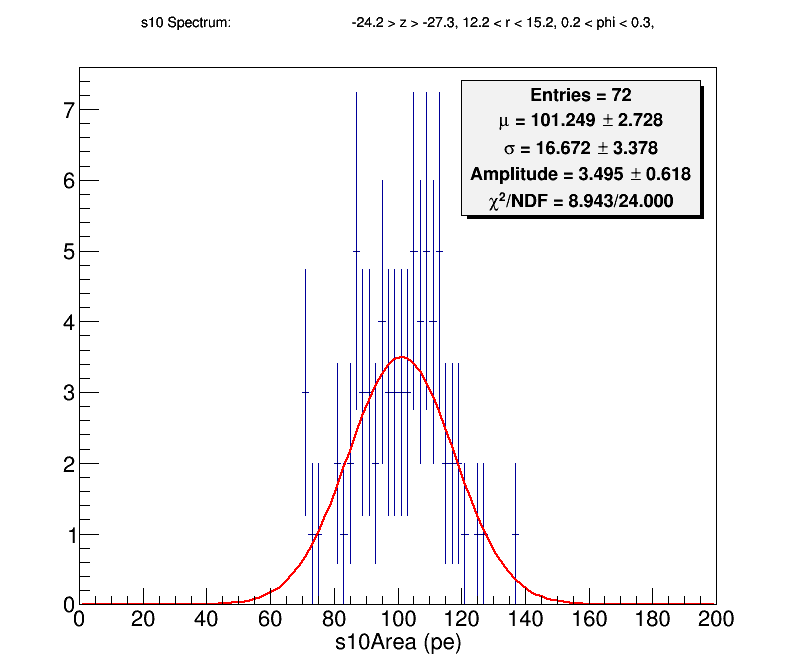 s10 Spectrum: -24.2 > z > -27.3, 12.2 < r < 15.2, 0.2 < phi < 0.3,
Entries = 72
μ = 101.249 ± 2.728
σ = 16.672 ± 3.378
Amplitude = 3.495 ± 0.618
χ²/NDF = 8.943/24.000
7
6
5
4
3
2
1
0
0 20 40 60 80 100 120 140 160 180 200
s10Area (pe)